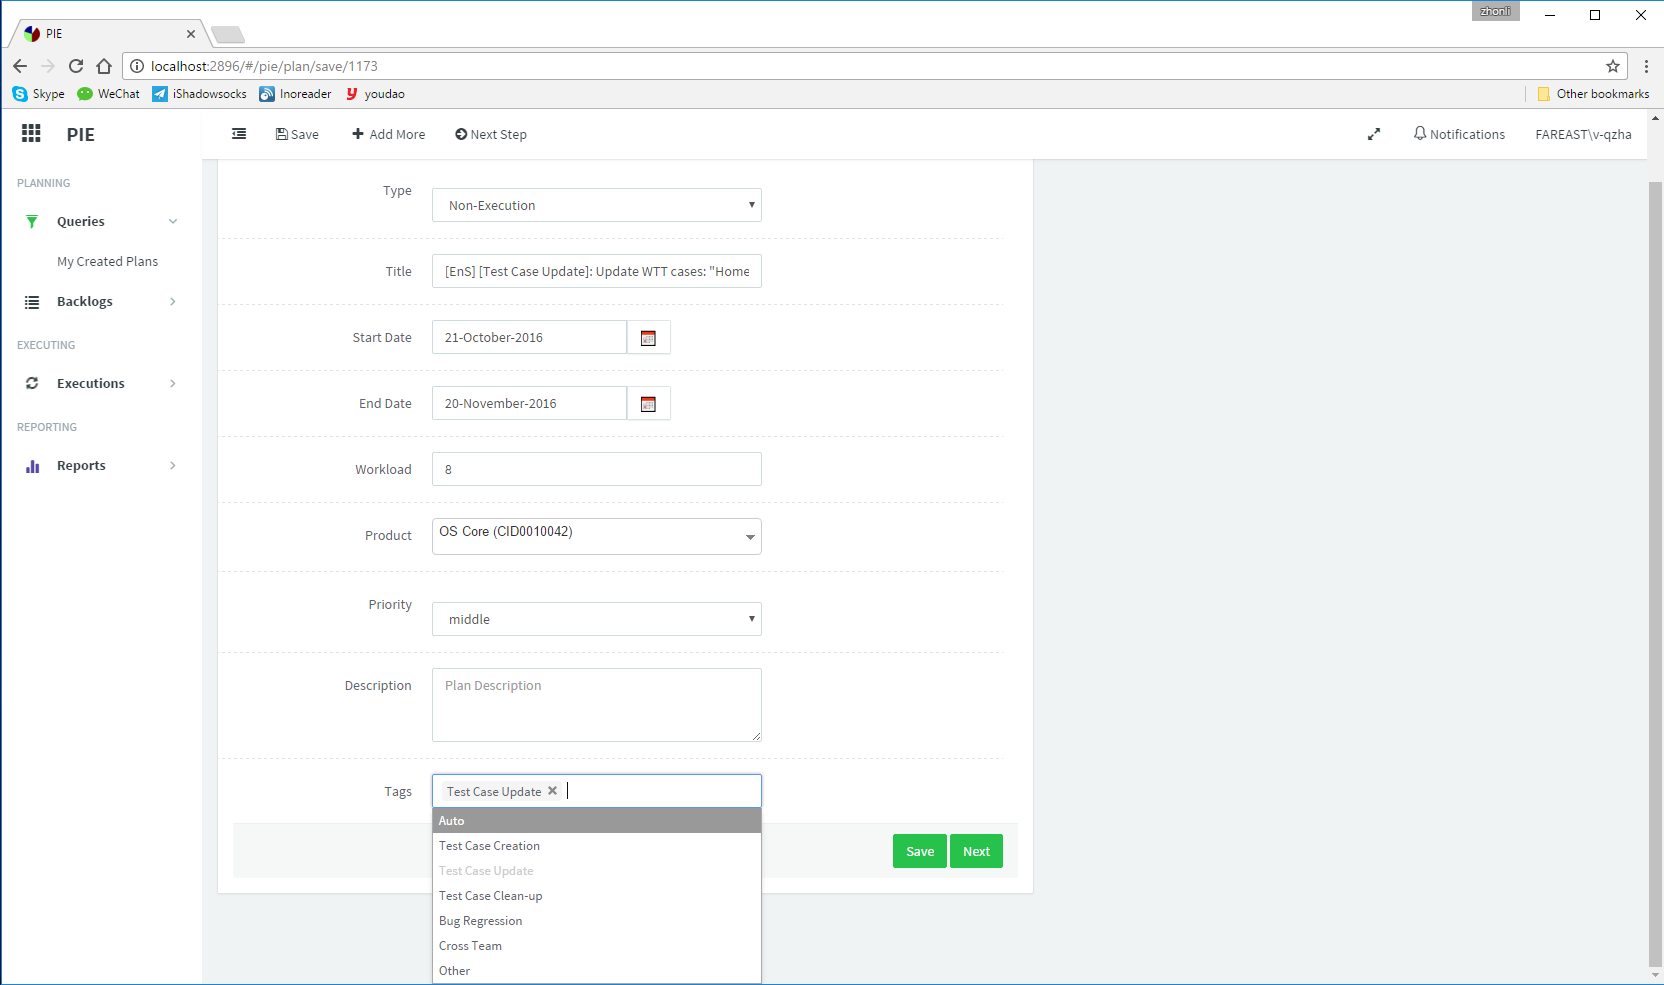 zhonli
PIE
localhost:2896/#/pie/plan/save/1173
Skype WeChat iShadowsocks Inoreader youdao Other bookmarks
PIE Save Add More Next Step Notifications FAREAST\v-qzha
PLANNING
Queries
My Created Plans
Backlogs
EXECUTING
Executions
REPORTING
Reports
Type Non-Execution
Title [EnS] [Test Case Update]: Update WTT cases: "Home
Start Date 21-October-2016
End Date 20-November-2016
Workload 8
Product OS Core (CID0010042)
Priority middle
Description Plan Description
Tags Test Case Update
Auto
Test Case Creation
Test Case Update
Test Case Clean-up
Bug Regression
Cross Team
Other
Save Next